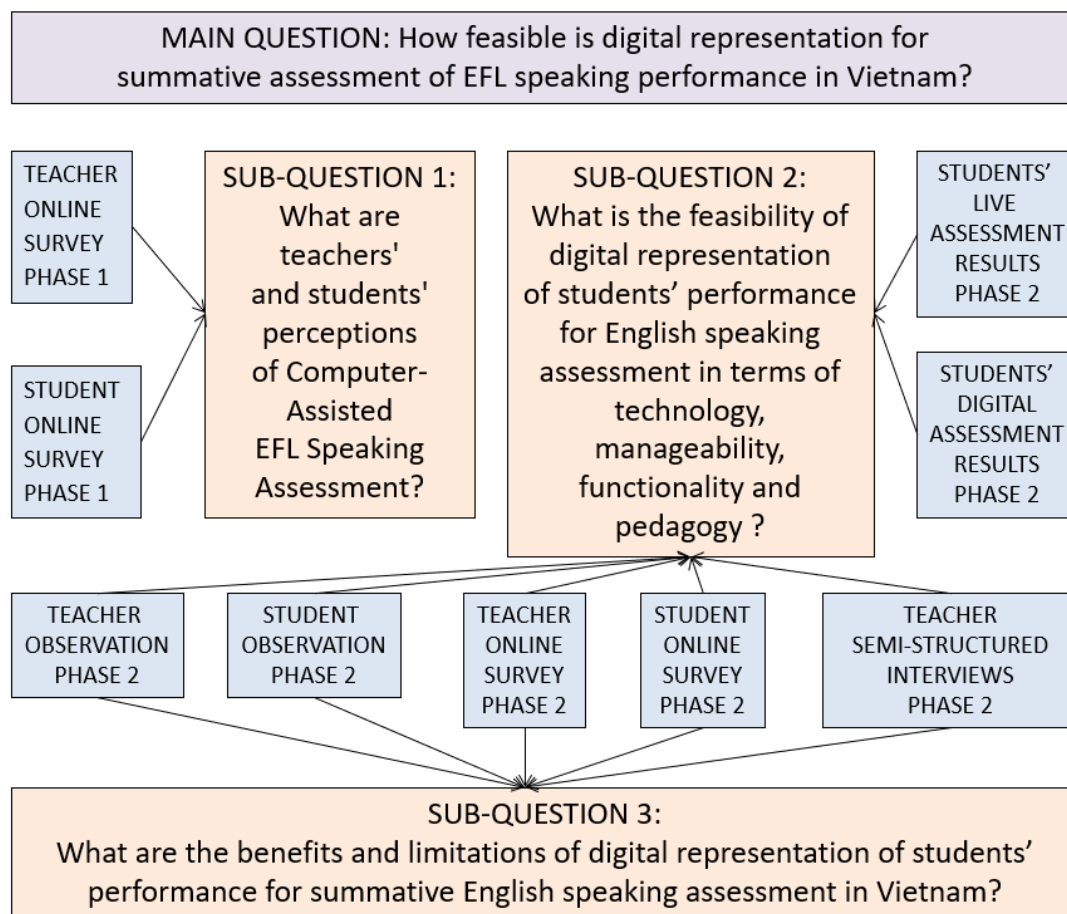 MAIN QUESTION: How feasible is digital representation for
summative assessment of EFL speaking performance in Vietnam?
TEACHER
ONLINE
SURVEY
PHASE 1
STUDENT
ONLINE
SURVEY
PHASE 1
SUB-QUESTION 1:
What are
teachers'
and students'
perceptions
of Computer-
Assisted
EFL Speaking
Assessment?
SUB-QUESTION 2:
What is the feasibility of
digital representation
of students’ performance
for English speaking
assessment in terms of
technology,
manageability,
functionality and
pedagogy ?
STUDENTS’
LIVE
ASSESSMENT
RESULTS
PHASE 2
STUDENTS’
DIGITAL
ASSESSMENT
RESULTS
PHASE 2
TEACHER
OBSERVATION
PHASE 2
STUDENT
OBSERVATION
PHASE 2
TEACHER
ONLINE
SURVEY
PHASE 2
STUDENT
ONLINE
SURVEY
PHASE 2
TEACHER
SEMI-STRUCTURED
INTERVIEWS
PHASE 2
SUB-QUESTION 3:
What are the benefits and limitations of digital representation of students’
performance for summative English speaking assessment in Vietnam?